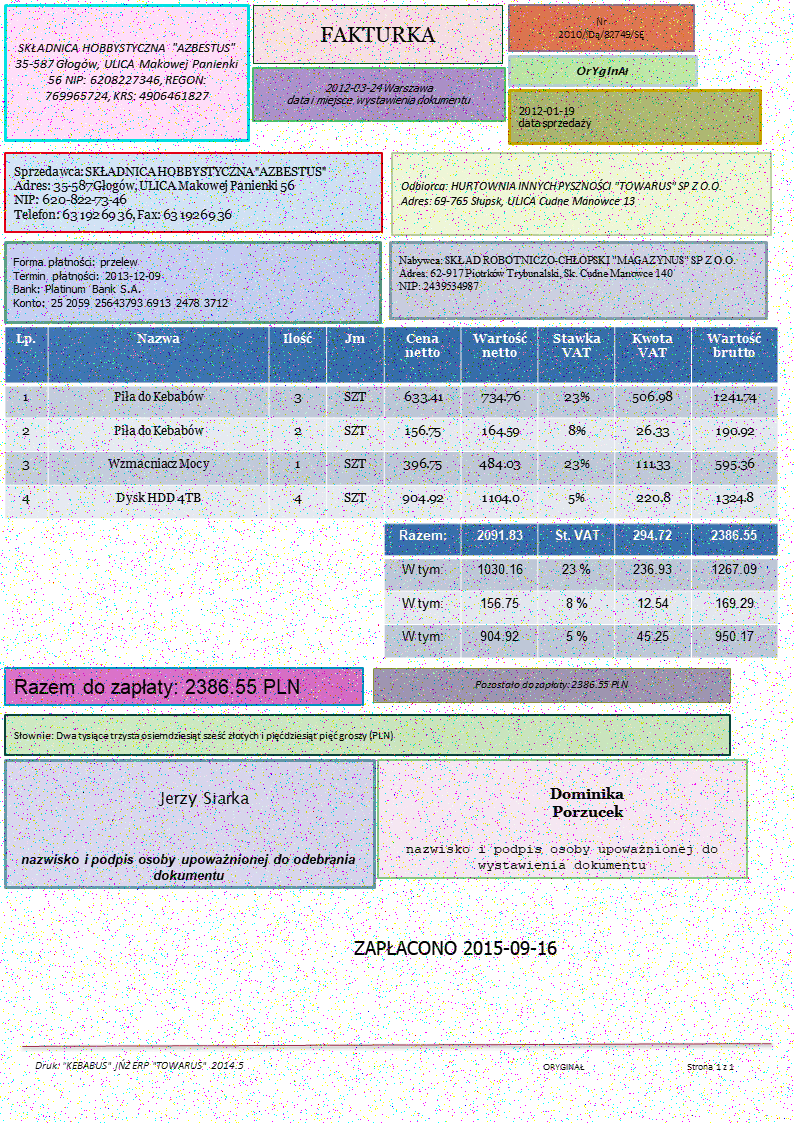 SKŁADNICA HOBBYSTYCZNA "AZBESTUS"
35-587 Głogów, ULICA Makowej Panienki
56 NIP: 6208227346, REGON:
769965724, KRS: 4906461827
FAKTURKA
2012-03-24 Warszawa
data i miejsce wystawienia dokumentu
Nr
2010/Dą/82749/SE
OrYgInAł
2012-01-19
data sprzedaży
Sprzedawca: SKŁADNICA HOBBYSTYCZNA "AZBESTUS"
Adres: 35-587 Głogów, ULICA Makowej Panienki 56
NIP: 620-822-73-46
Telefon: 63 192 69 36, Fax: 63 192 69 36
Odbiorca: HURTOWNIA INNYCH PYSZNOŚCI "TOWARUS" SP Z O.O.
Adres: 69-765 Słupsk, ULICA Cudne Manowce 13
Forma płatności: przelew
Termin płatności: 2013-12-09
Bank: Platinum Bank S.A.
Konto: 25 2059 25643793 6913 2478 3712
Nabywca: SKŁAD ROBOTNICZO-CHŁOPSKI "MAGAZYNUS" SP Z O.O.
Adres: 62-917 Piotrków Trybunalski, Sk. Cudne Manowce 140
NIP: 2439534987
Lp. Nazwa Ilość Jm Cena netto Wartość netto Stawka VAT Kwota VAT Wartość brutto
1 Piła do Kebabów 3 SZT 633.41 734.76 23% 506.98 1241.74
2 Piła do Kebabów 2 SZT 156.75 164.59 8% 26.33 190.92
3 Wzmacniacz Mocy 1 SZT 396.75 484.03 23% 111.33 595.36
4 Dysk HDD 4TB 4 SZT 904.92 1104.0 5% 220.8 1324.8
Razem: 2091.83 St. VAT 294.72 2386.55
W tym: 1030.16 23 % 236.93 1267.09
W tym: 156.75 8 % 12.54 169.29
W tym: 904.92 5 % 45.25 950.17
Razem do zapłaty: 2386.55 PLN
Pozostało do zapłaty: 2386.55 PLN
Słownie: Dwa tysiące trzysta osiemdziesiąt sześć złotych i pięćdziesiąt pięć groszy (PLN)
Jerzy Siarka
nazwisko i podpis osoby upoważnionej do odebrania
dokumentu
Dominika
Porzucek
nazwisko i podpis osoby upoważnionej do
wystawienia dokumentu
ZAPŁACONO 2015-09-16
Druk: "KEBABUS" JNZ ERP "TOWARUS" 2014.5
ORYGINAŁ
Strona 1 z 1